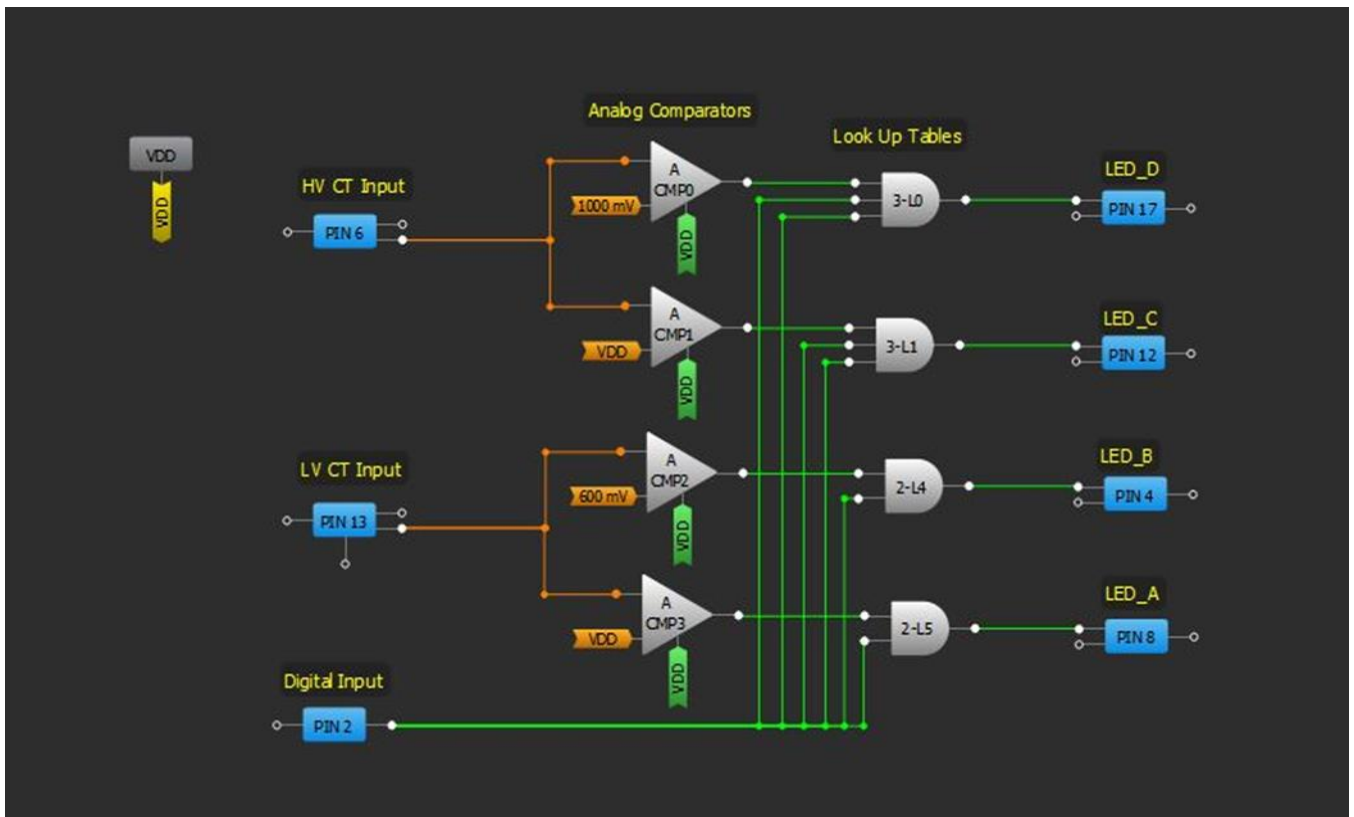 Analog Comparators
Look Up Tables
VDD
VDD
HV CT Input
PIN 6
A
CMP0
1000 mV
VDD
3-L0
LED_D
PIN 17
A
CMP1
VDD
VDD
3-L1
LED_C
PIN 12
LV CT Input
PIN 13
A
CMP2
600 mV
VDD
2-L4
LED_B
PIN 4
A
CMP3
VDD
VDD
2-L5
LED_A
PIN 8
Digital Input
PIN 2